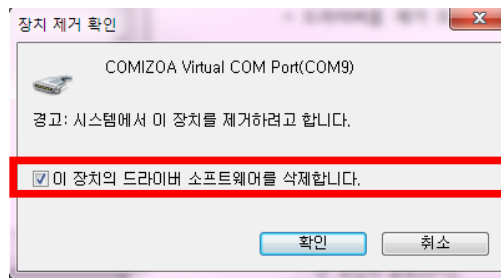 장치 제거 확인
COMIZOA Virtual COM Port(COM9)
경고: 시스템에서 이 장치를 제거하려고 합니다.
이 장치의 드라이버 소프트웨어를 삭제합니다.
확인
취소